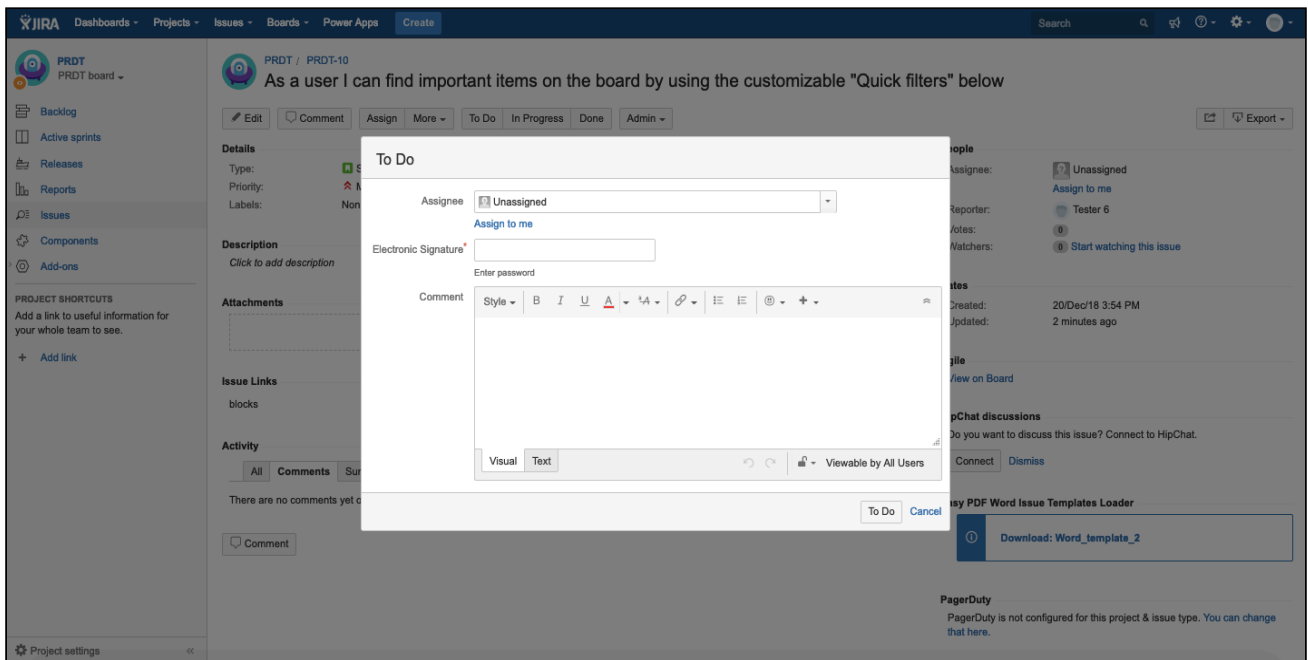 JIRA Dashboards Projects Issues Boards Power Apps Create Search
PRDT
PRDT board
Backlog
Active sprints
Releases
Reports
Issues
Components
Add-ons
PROJECT SHORTCUTS
Add a link to useful information for
your whole team to see.
+ Add link
Project settings
PRDT / PRDT-10
As a user I can find important items on the board by using the customizable "Quick filters" below
Edit Comment Assign More To Do In Progress Done Admin Export
Details
Type:
Priority:
Labels:
Description
Click to add description
Attachments
Issue Links
blocks
Activity
All Comments
There are no comments yet
Comment
To Do
Assignee Unassigned
Assign to me
Electronic Signature*
Enter password
Comment Style B I U A
Visual Text Viewable by All Users
To Do Cancel
Assignee: Unassigned
Assign to me
Reporter: Tester 6
Votes: 0
Watchers: 0 Start watching this issue
Created: 20/Dec/18 3:54 PM
Updated: 2 minutes ago
View on Board
discussions
Do you want to discuss this issue? Connect to HipChat.
Connect Dismiss
PDF Word Issue Templates Loader
Download: Word_template_2
PagerDuty
PagerDuty is not configured for this project & issue type. You can change
that here.